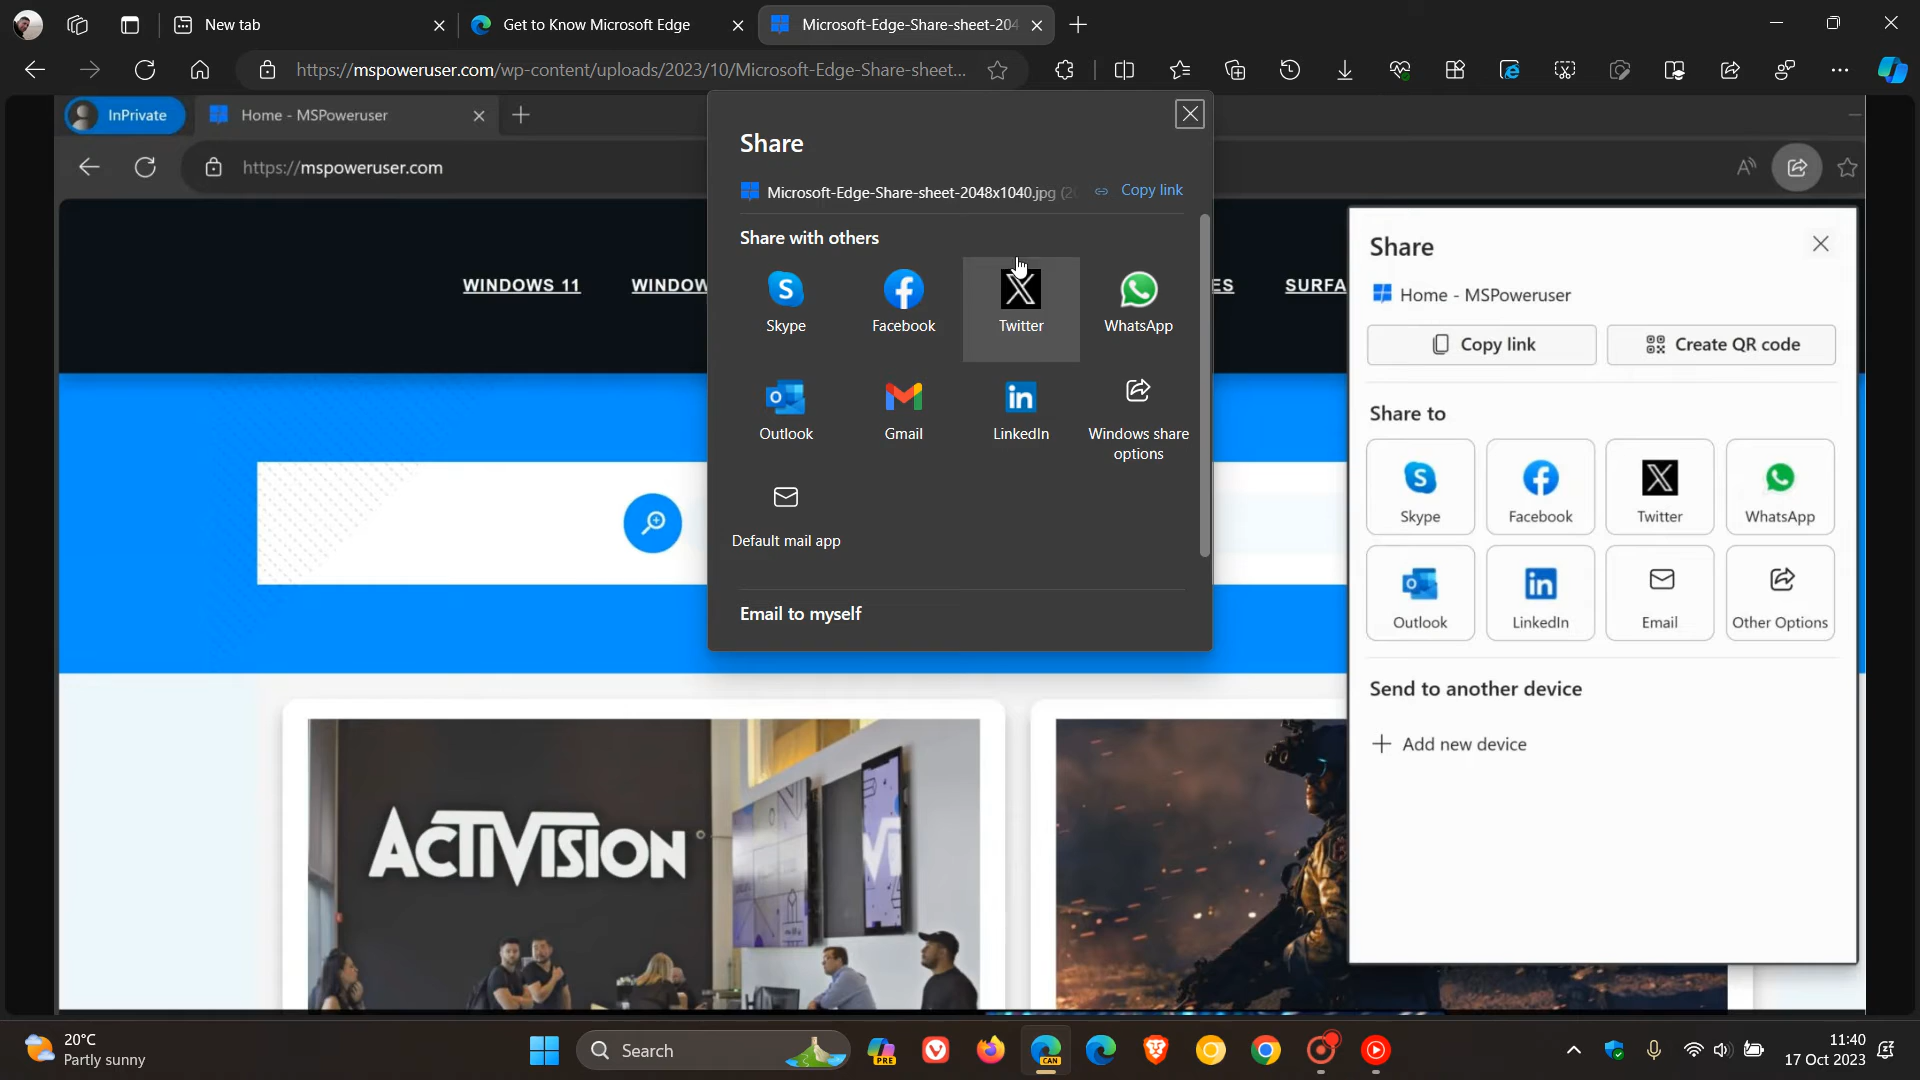 New tab
Get to Know Microsoft Edge
Microsoft-Edge-Share-sheet-204
https://mspoweruser.com/wp-content/uploads/2023/10/Microsoft-Edge-Share-sheet...
InPrivate
Home - MSPoweruser
https://mspoweruser.com
WINDOWS 11
WINDOW
ES
SURFA
Share
Microsoft-Edge-Share-sheet-2048x1040.jpg (20
Copy link
Share with others
Skype
Facebook
Twitter
WhatsApp
Outlook
Gmail
LinkedIn
Windows share
options
Default mail app
Email to myself
Share
Home - MSPoweruser
Copy link
Create QR code
Share to
Skype
Facebook
Twitter
WhatsApp
Outlook
LinkedIn
Email
Other Options
Send to another device
Add new device
ACTIVISION
20°C
Partly sunny
Search
PRE
CAN
11:40
17 Oct 2023